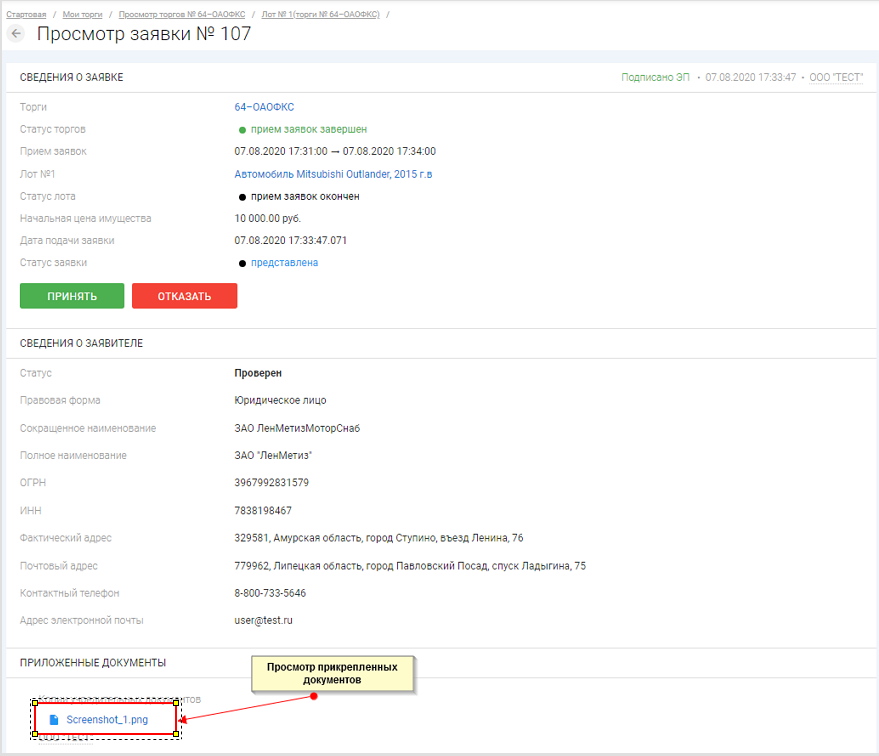 Стартовая / Мои торги / Просмотр торгов № 64-ОАОФКС / Лот № 1(торги № 64-ОАОФКС) /
Просмотр заявки № 107
СВЕДЕНИЯ О ЗАЯВКЕ Подписано ЭП • 07.08.2020 17:33:47 • ООО "ТЕСТ"
Торги 64-ОАОФКС
Статус торгов прием заявок завершен
Прием заявок 07.08.2020 17:31:00 — 07.08.2020 17:34:00
Лот №1 Автомобиль Mitsubishi Outlander, 2015 г.в
Статус лота прием заявок окончен
Начальная цена имущества 10 000.00 руб.
Дата подачи заявки 07.08.2020 17:33:47.071
Статус заявки представлена
ПРИНЯТЬ ОТКАЗАТЬ
СВЕДЕНИЯ О ЗАЯВИТЕЛЕ
Статус Проверен
Правовая форма Юридическое лицо
Сокращенное наименование ЗАО ЛенМетизМоторСнаб
Полное наименование ЗАО "ЛенМетиз"
ОГРН 3967992831579
ИНН 7838198467
Фактический адрес 329581, Амурская область, город Ступино, въезд Ленина, 76
Почтовый адрес 779962, Липецкая область, город Павловский Посад, спуск Ладыгина, 75
Контактный телефон 8-800-733-5646
Адрес электронной почты user@test.ru
ПРИЛОЖЕННЫЕ ДОКУМЕНТЫ
Просмотр прикрепленных
документов
Копии учредительных документов
Screenshot_1.png
ООО "ТЕСТ"